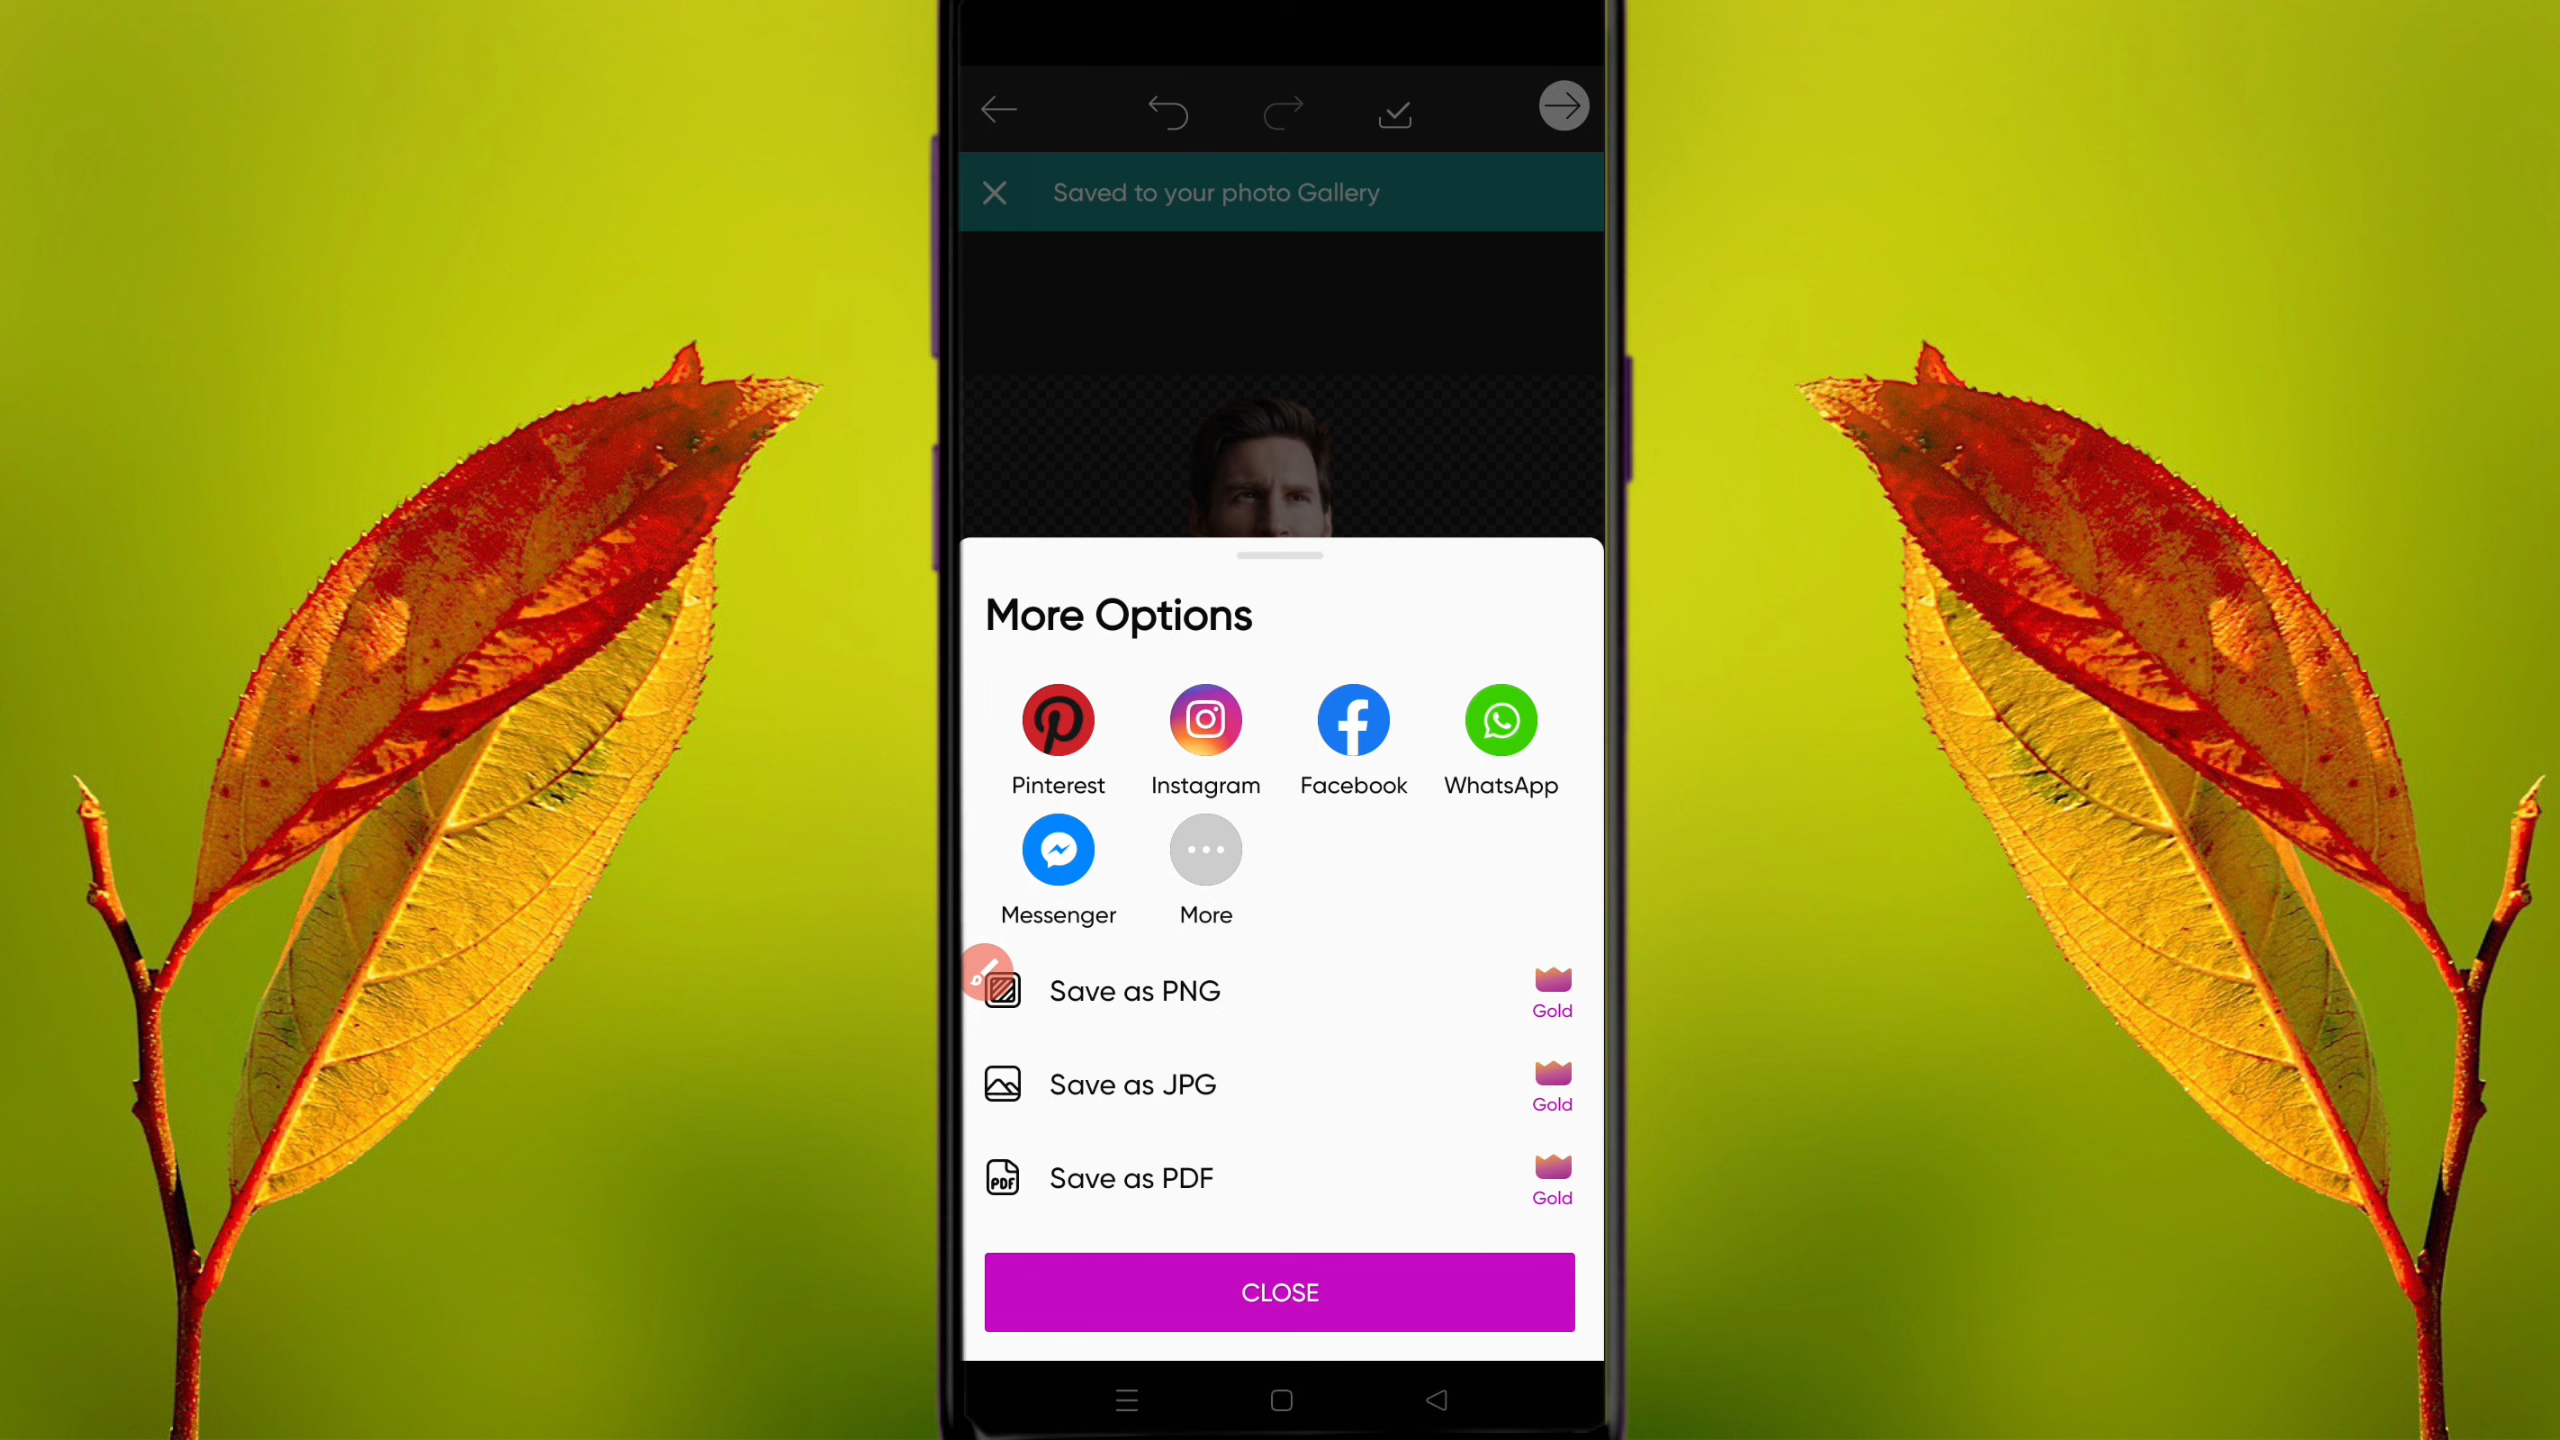 Saved to your photo Gallery
More Options
Pinterest Instagram Facebook WhatsApp
Messenger More
Save as PNG Gold
Save as JPG Gold
PDF Save as PDF Gold
CLOSE